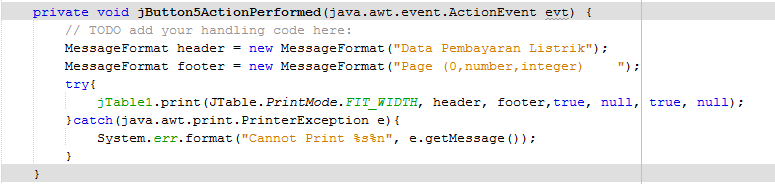 private void jButton5ActionPerformed(java.awt.event.ActionEvent evt) {
// TODO add your handling code here:
MessageFormat header = new MessageFormat("Data Pembayaran Listrik");
MessageFormat footer = new MessageFormat("Page (0,number,integer)    ");
try{
jTable1.print(JTable.PrintMode.FIT_WIDTH, header, footer,true, null, true, null);
}catch(java.awt.print.PrinterException e){
System.err.format("Cannot Print %s%n", e.getMessage());
}
}